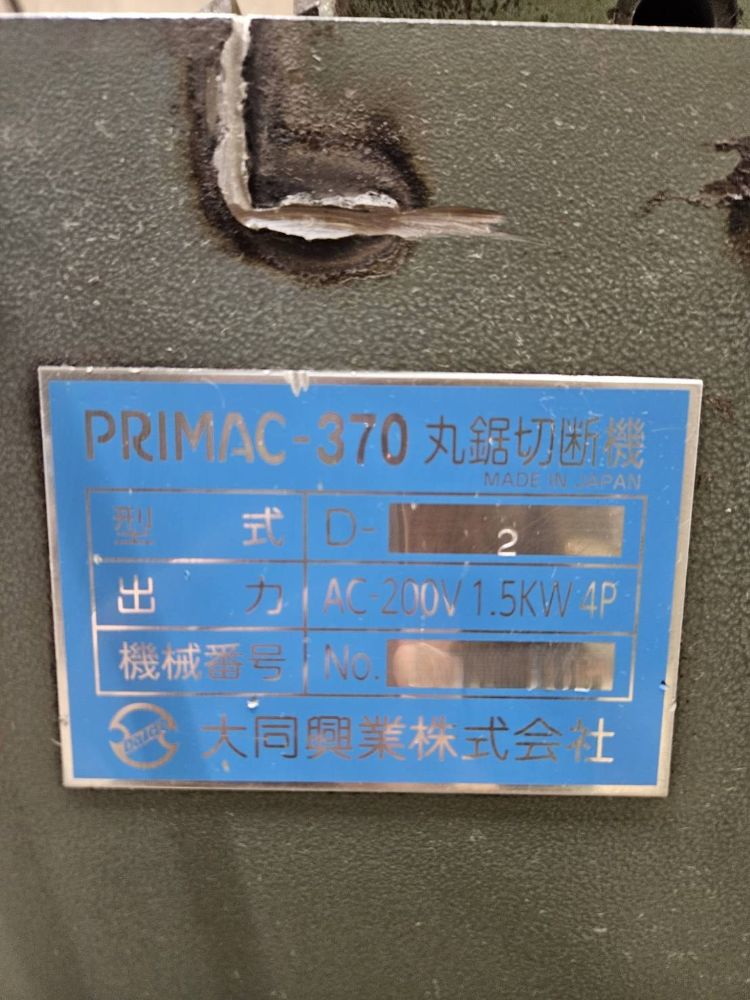 PRIMAC-370 丸鋸切断機
MADE IN JAPAN
型式 D- 2
出力 AC-200V 1.5KW 4P
機械番号 No.
大同興業株式会社